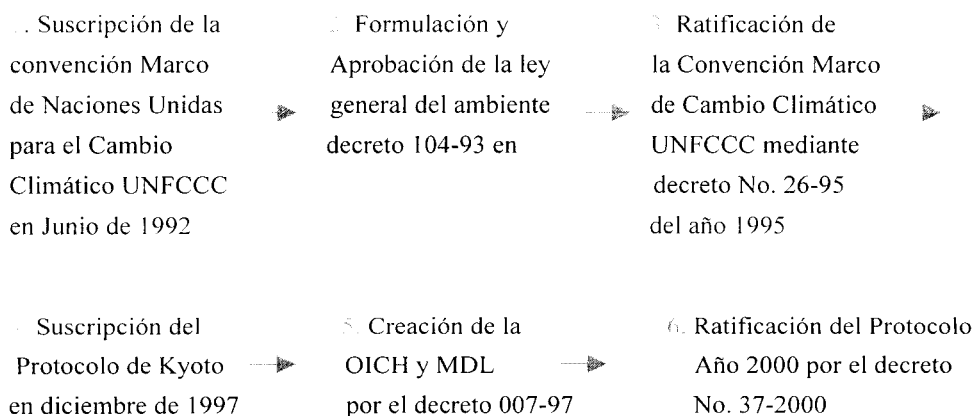 . Suscripción de la
convención Marco
de Naciones Unidas
para el Cambio
Climático UNFCCC
en Junio de 1992
2. Formulación y
Aprobación de la ley
general del ambiente
decreto 104-93 en
3. Ratificación de
la Convención Marco
de Cambio Climático
UNFCCC mediante
decreto No. 26-95
del año 1995
Suscripción del
Protocolo de Kyoto
en diciembre de 1997
5. Creación de la
OICH y MDL
por el decreto 007-97
6. Ratificación del Protocolo
Año 2000 por el decreto
No. 37-2000